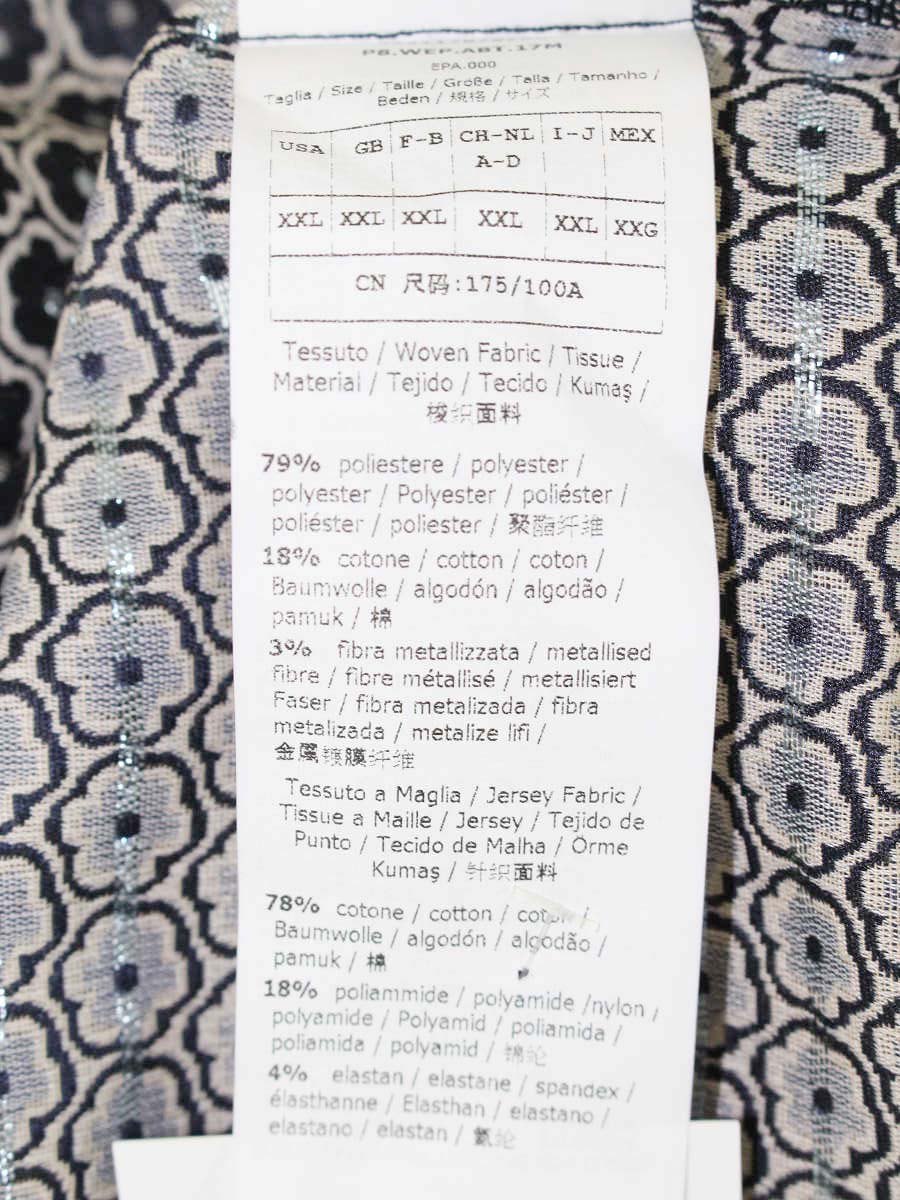 PS.WEP.ABT.17M
EPA.000
Taglia / Size / Taille / Größe / Talla / Tamanho /
Beden / 規格 / サイズ
USA GB F-B CH-NL I-J MEX
A-D
XXL XXL XXL XXL XXL XXG
CN 尺码:175/100A
Tessuto / Woven Fabric / Tissue /
Material / Tejido / Tecido / Kumaş /
梭织面料
79% poliestere / polyester /
polyester / Polyester / poliéster /
poliéster / poliester / 聚酯纤维
18% cotone / cotton / coton /
Baumwolle / algodón / algodão /
pamuk / 棉
3% fibra metallizzata / metallised
fibre / fibre métallisé / metallisiert
Faser / fibra metalizada / fibra
metalizada / metalize lifi /
金属镀膜纤维
Tessuto a Maglia / Jersey Fabric /
Tissue a Maille / Jersey / Tejido de
Punto / Tecido de Malha / Örme
Kumaş / 针织面料
78% cotone / cotton / coton /
Baumwolle / algodón / algodão /
pamuk / 棉
18% poliammide / polyamide /nylon /
polyamide / Polyamid / poliamida /
poliamida / polyamid / 锦纶
4% elastan / elastane / spandex /
élasthanne / Elasthan / elastano /
elastano / elastan / 氨纶